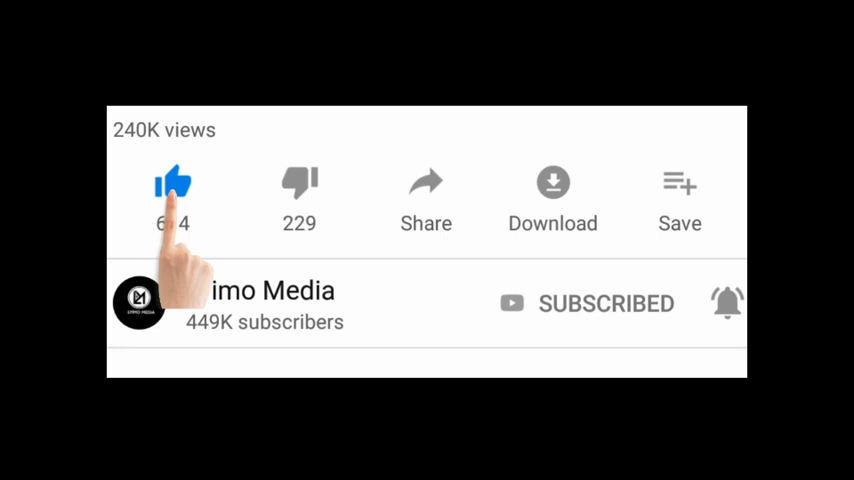 240K views
229
Share
Download
Save
imo Media
SUBSCRIBED
449K subscribers